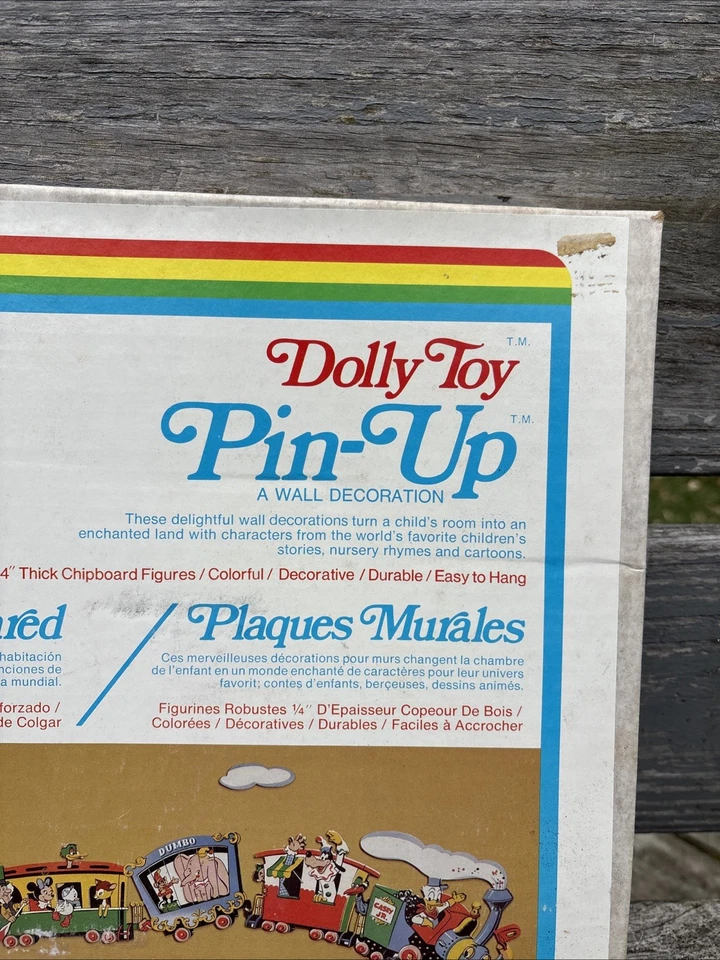 Dolly Toy T.M.
Pin-Up T.M.
A WALL DECORATION
These delightful wall decorations turn a child's room into an
enchanted land with characters from the world's favorite children's
stories, nursery rhymes and cartoons.
4" Thick Chipboard Figures / Colorful / Decorative / Durable / Easy to Hang
red
habitación
nciones de
a mundial.
forzado /
de Colgar
Plaques Murales
Ces merveilleuses décorations pour murs changent la chambre
de l'enfant en un monde enchanté de caractères pour leur univers
favorit; contes d'enfants, berçeuses, dessins animés.
Figurines Robustes ¼" D'Epaisseur Copeour De Bois /
Colorées / Décoratives / Durables / Faciles à Accrocher
DUMBO
CASEY
JR.